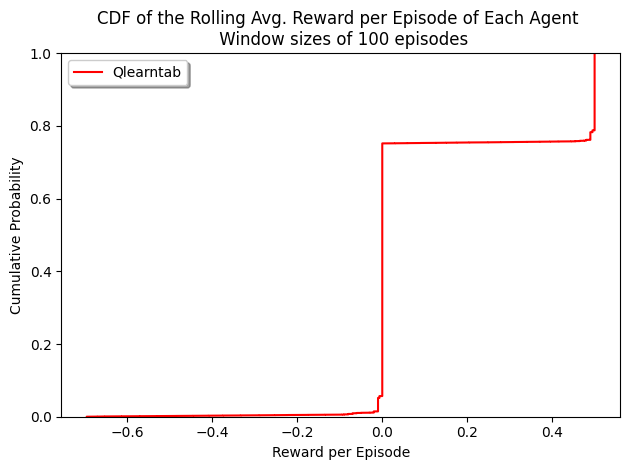 CDF of the Rolling Avg. Reward per Episode of Each Agent
Window sizes of 100 episodes
Qlearntab
1.0
0.8
0.6
0.4
0.2
0.0
Cumulative Probability
−0.6
−0.4
−0.2
0.0
0.2
0.4
Reward per Episode